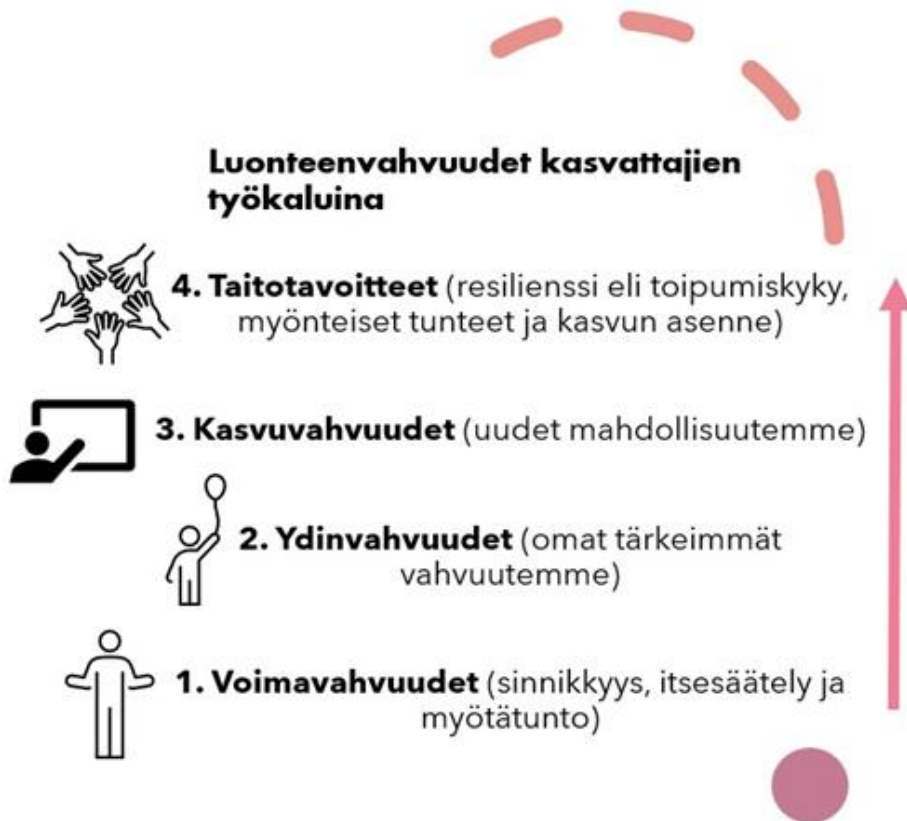 Luonteenvahvuudet kasvattajien
työkaluina
4. Taitotavoitteet (resilienssi eli toipumiskyky,
myönteiset tunteet ja kasvun asenne)
3. Kasvuvahvuudet (uudet mahdollisuutemme)
2. Ydinvahvuudet (omat tärkeimmät
vahvuutemme)
1. Voimavahvuudet (sinnikkyys, itsesäätely ja
myötätunto)